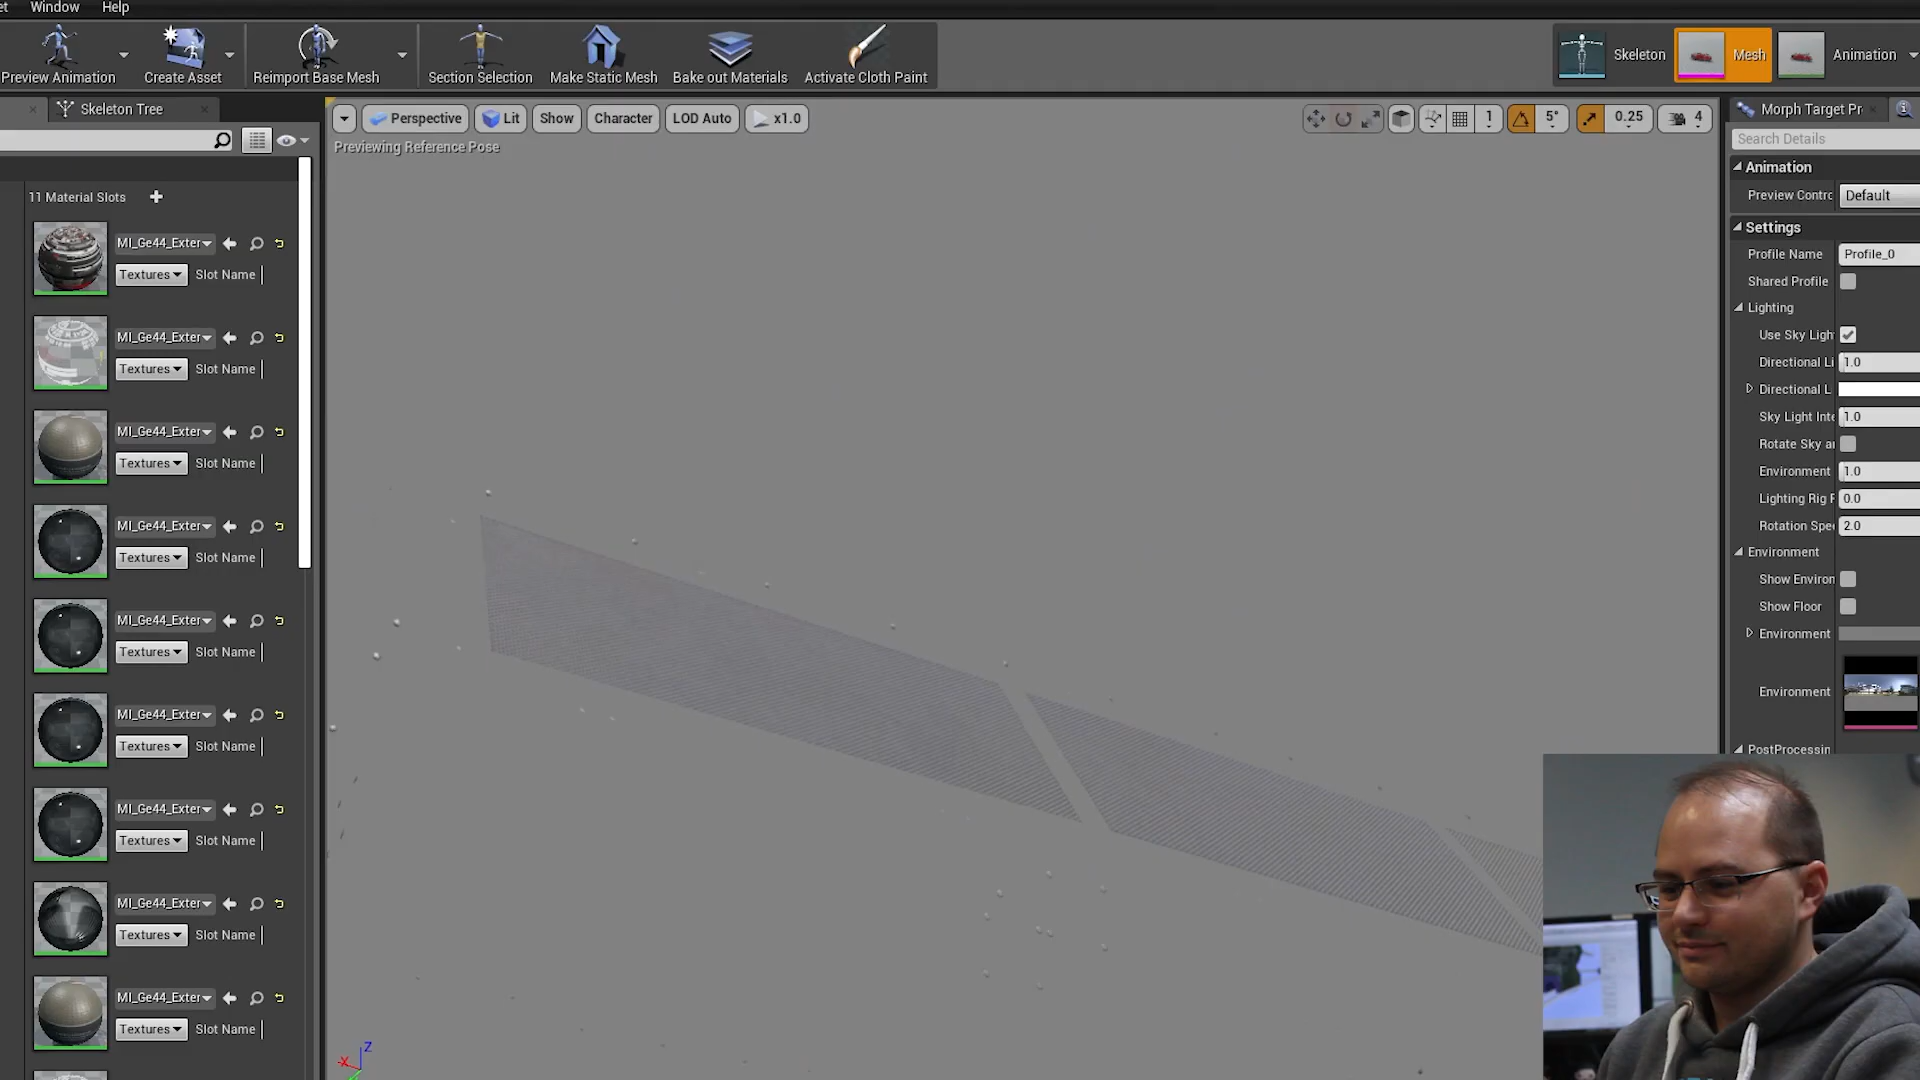 et Window Help
Preview Animation Create Asset Reimport Base Mesh Section Selection Make Static Mesh Bake out Materials Activate Cloth Paint Skeleton Mesh Animation
Skeleton Tree
Perspective Lit Show Character LOD Auto x1.0 1 5° 0.25 4
Previewing Reference Pose
11 Material Slots
MI_Ge44_Exter
Textures Slot Name
MI_Ge44_Exter
Textures Slot Name
MI_Ge44_Exter
Textures Slot Name
MI_Ge44_Exter
Textures Slot Name
MI_Ge44_Exter
Textures Slot Name
MI_Ge44_Exter
Textures Slot Name
MI_Ge44_Exter
Textures Slot Name
MI_Ge44_Exter
Textures Slot Name
MI_Ge44_Exter
Textures Slot Name
Z
X
Morph Target Pr
Search Details
Animation
Preview Contrc Default
Settings
Profile Name Profile_0
Shared Profile
Lighting
Use Sky Ligh
Directional Li 1.0
Directional L
Sky Light Inte 1.0
Rotate Sky ar
Environment 1.0
Lighting Rig F 0.0
Rotation Spe 2.0
Environment
Show Environ
Show Floor
Environment
Environment
PostProcessin